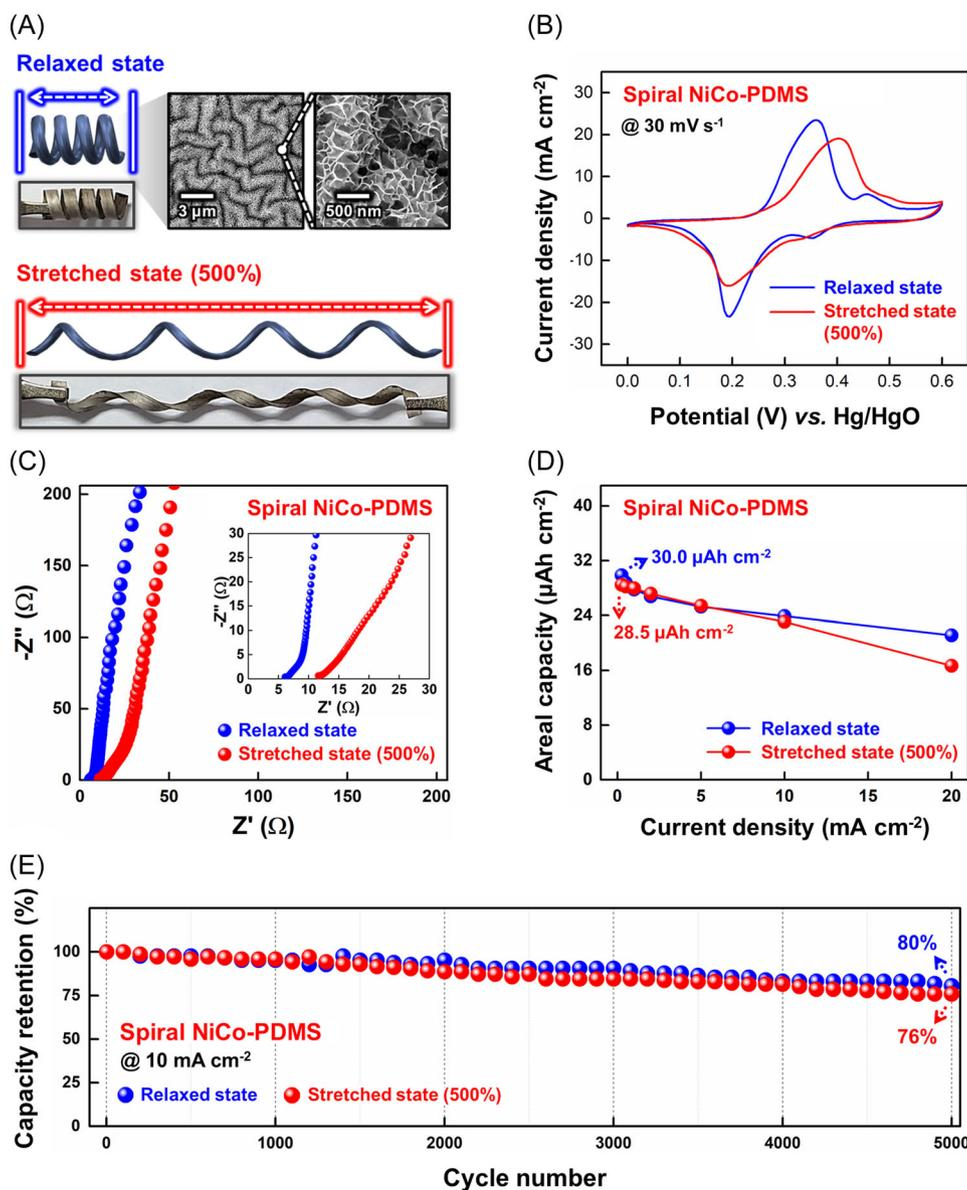 (A)
Relaxed state
3 µm
500 nm
Stretched state (500%)
(B)
Current density (mA cm⁻²)
30
20
10
0
-10
-20
-30
Spiral NiCo-PDMS
@ 30 mV s⁻¹
Relaxed state
Stretched state
(500%)
0.0 0.1 0.2 0.3 0.4 0.5 0.6
Potential (V) vs. Hg/HgO
(C)
-Z" (Ω)
200
150
100
50
0
Spiral NiCo-PDMS
-Z" (Ω)
30
25
20
15
10
5
0
0 5 10 15 20 25 30
Z' (Ω)
Relaxed state
Stretched state (500%)
0 50 100 150 200
Z' (Ω)
(D)
Areal capacity (µAh cm⁻²)
40
32
24
16
8
0
Spiral NiCo-PDMS
30.0 µAh cm⁻²
28.5 µAh cm⁻²
Relaxed state
Stretched state (500%)
0 5 10 15 20
Current density (mA cm⁻²)
(E)
Capacity retention (%)
100
75
50
25
0
80%
76%
Spiral NiCo-PDMS
@ 10 mA cm⁻²
Relaxed state
Stretched state (500%)
0 1000 2000 3000 4000 5000
Cycle number